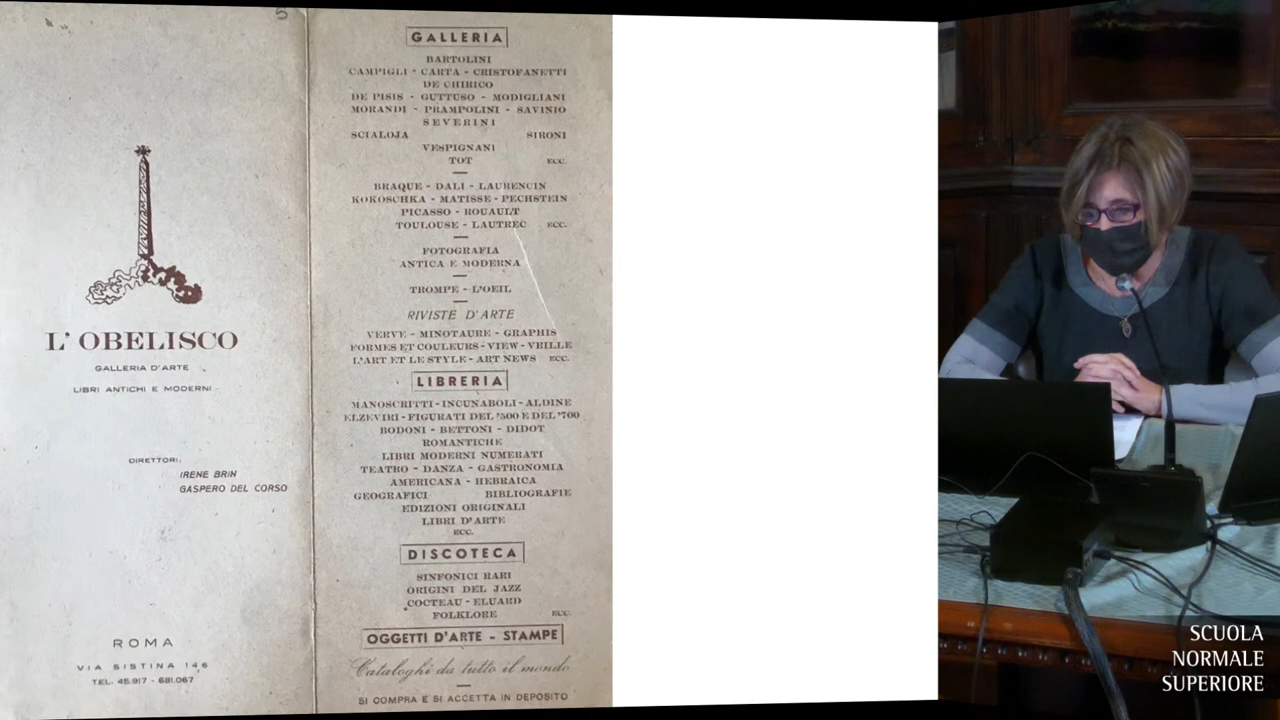 5
L' OBELISCO
GALLERIA D'ARTE
LIBRI ANTICHI E MODERNI
DIRETTORI:
IRENE BRIN
GASPERO DEL CORSO
ROMA
VIA SISTINA 146
TEL. 45.917 - 681.067
GALLERIA
BARTOLINI
CAMPIGLI - CARTA - CRISTOFANETTI
DE CHIRICO
DE PISIS - GUTTUSO - MODIGLIANI
MORANDI - PRAMPOLINI - SAVINIO
SEVERINI
SCIALOJA SIRONI
VESPIGNANI
TOT ECC.
BRAQUE - DALI - LAURENCIN
KOKOSCHKA - MATISSE - PECHSTEIN
PICASSO - ROUAULT
TOULOUSE - LAUTREC ECC.
FOTOGRAFIA
ANTICA E MODERNA
TROMPE - L'OEIL
RIVISTE D'ARTE
VERVE - MINOTAURE - GRAPHIS
FORMES ET COULEURS - VIEW - VRILLE
L'ART ET LE STYLE - ART NEWS ECC.
LIBRERIA
MANOSCRITTI - INCUNABOLI - ALDINE
ELZEVIRI - FIGURATI DEL '500 E DEL '700
BODONI - BETTONI - DIDOT
ROMANTICHE
LIBRI MODERNI NUMERATI
TEATRO - DANZA - GASTRONOMIA
AMERICANA - HEBRAICA
GEOGRAFICI BIBLIOGRAFIE
EDIZIONI ORIGINALI
LIBRI D'ARTE
ECC.
DISCOTECA
SINFONICI RARI
ORIGINI DEL JAZZ
COCTEAU - ELUARD
FOLKLORE ECC.
OGGETTI D'ARTE - STAMPE
Cataloghi da tutto il mondo
SI COMPRA E SI ACCETTA IN DEPOSITO
SCUOLA
NORMALE
SUPERIORE